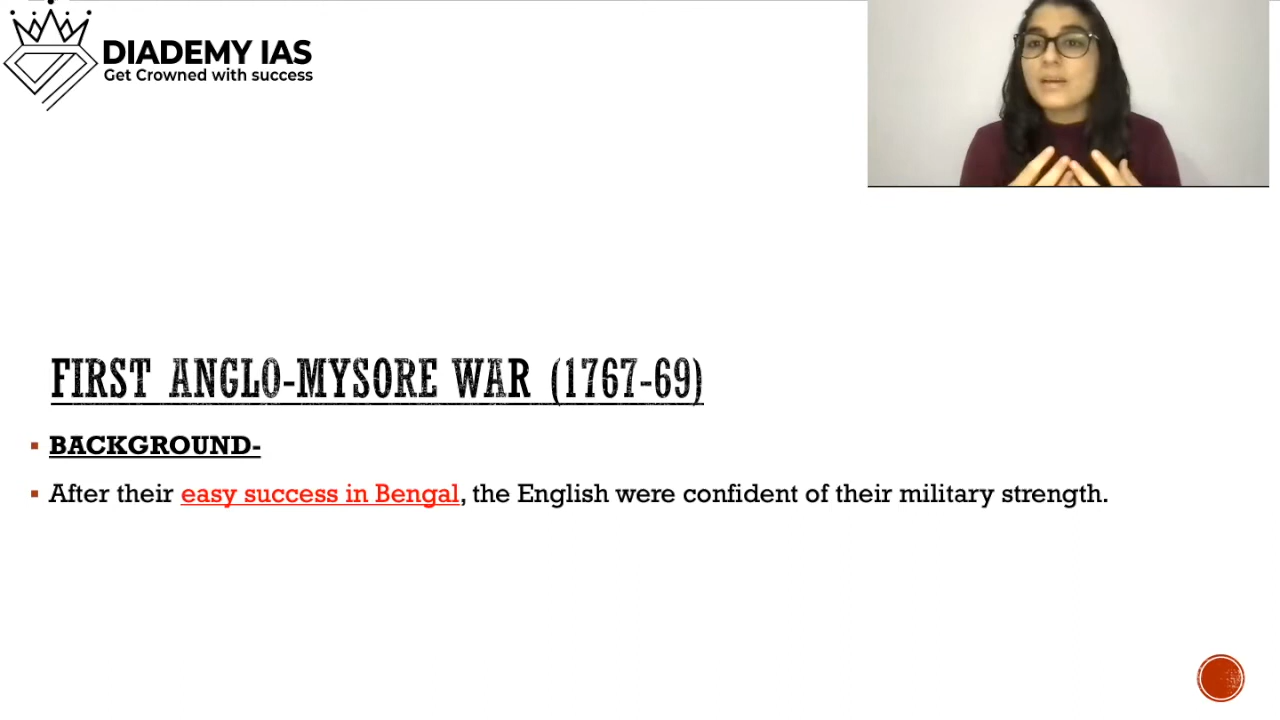 DIADEMY IAS
Get Crowned with success
FIRST ANGLO-MYSORE WAR (1767-69)
BACKGROUND-
After their easy success in Bengal, the English were confident of their military strength.